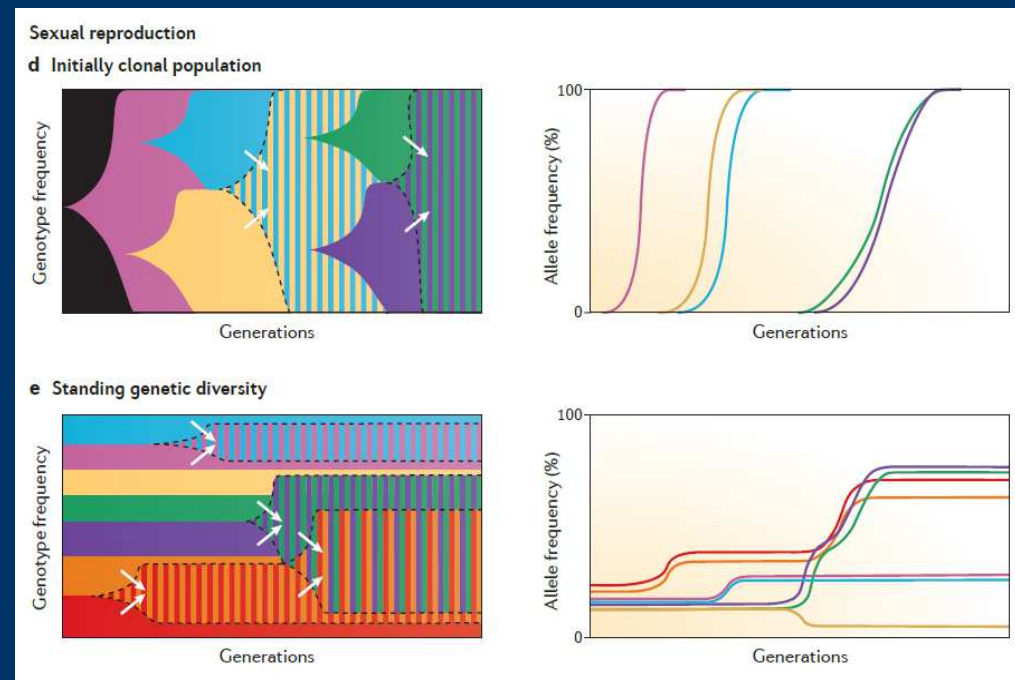 Sexual reproduction
d Initially clonal population
Genotype frequency
Generations
100
Allele frequency (%)
0
Generations
e Standing genetic diversity
Genotype frequency
Generations
100
Allele frequency (%)
0
Generations